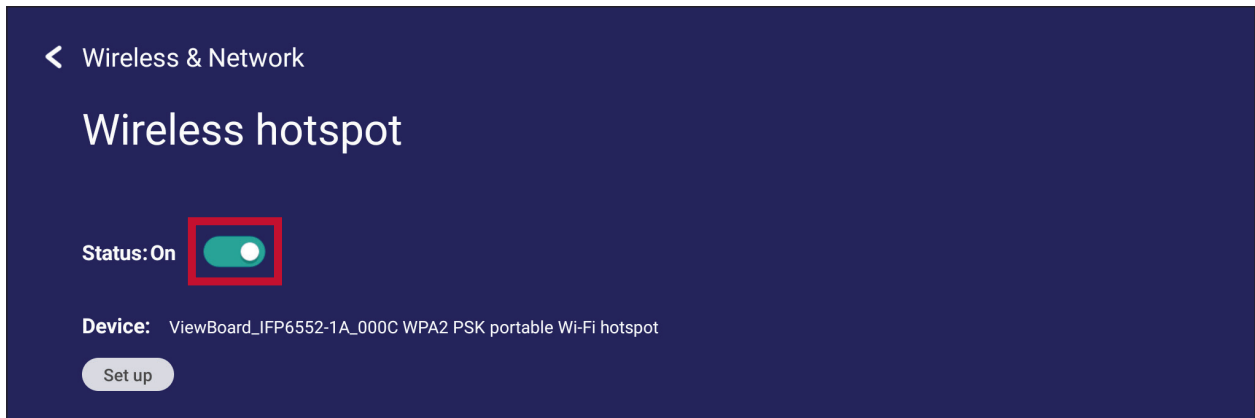 Wireless & Network
Wireless hotspot
Status: On
Device: ViewBoard_IFP6552-1A_000C WPA2 PSK portable Wi-Fi hotspot
Set up